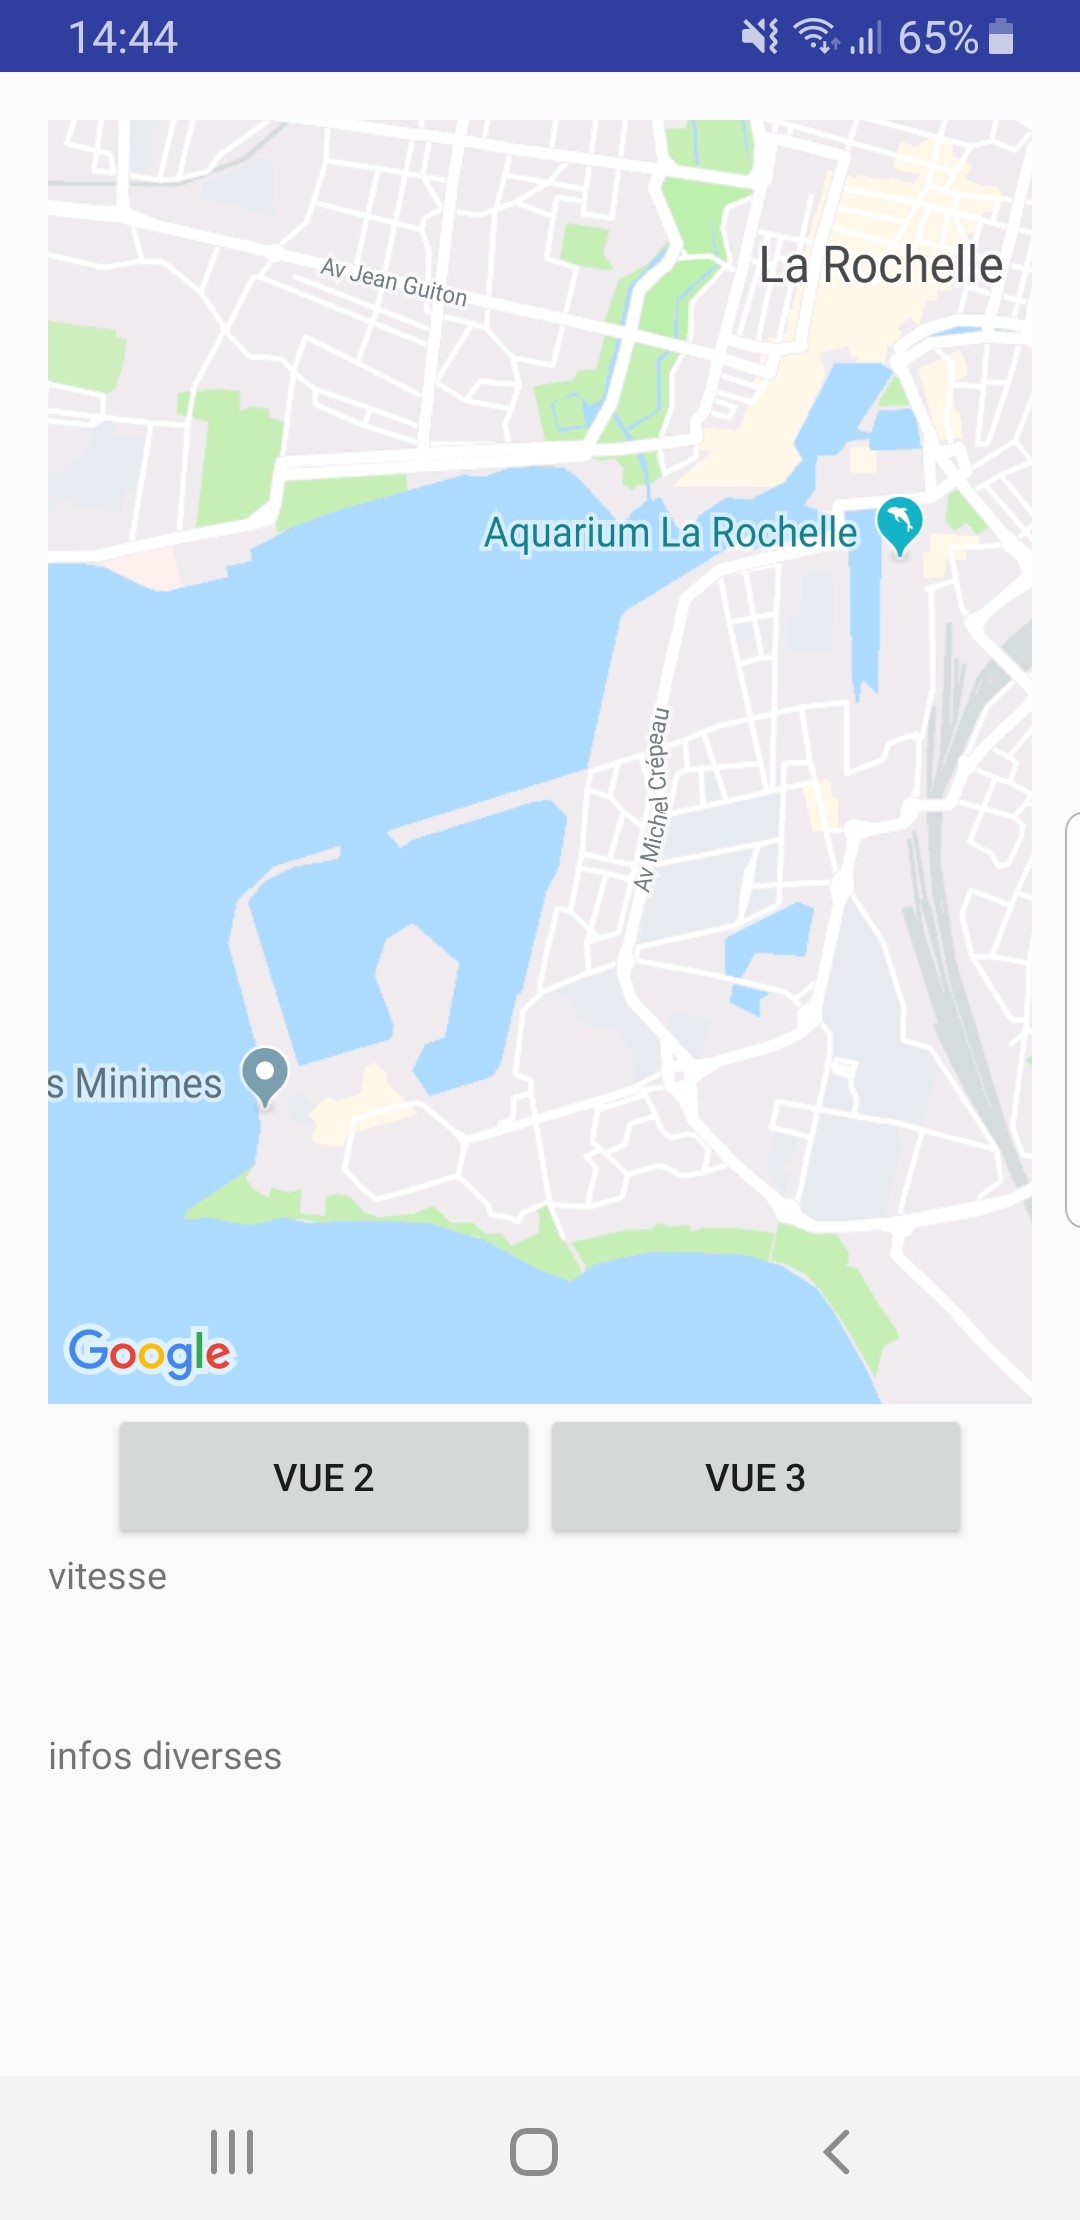 14:44 65%
La Rochelle
Aquarium La Rochelle
Av Jean Guiton
Av Michel Crépeau
s Minimes
Google
VUE 2
VUE 3
vitesse
infos diverses